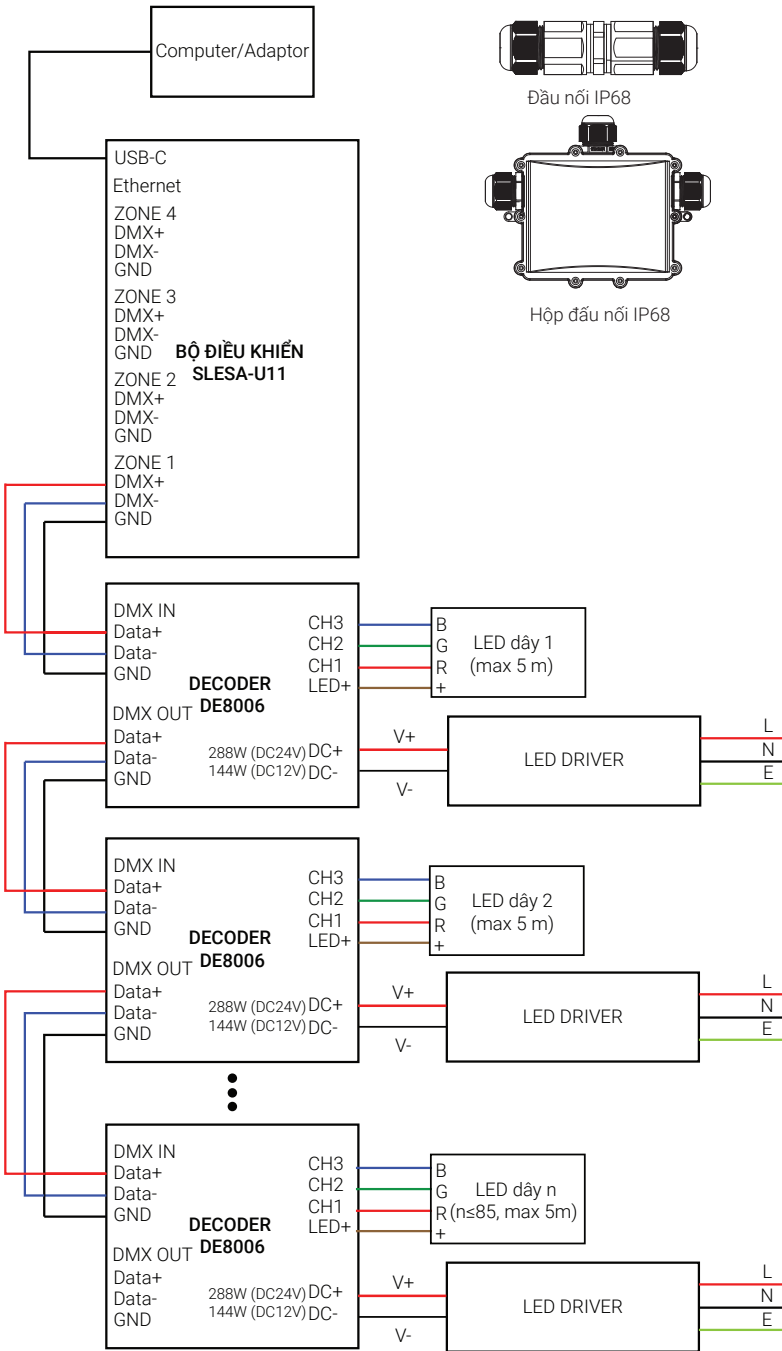 Computer/Adaptor
Đầu nối IP68
Hộp đấu nối IP68
USB-C
Ethernet
ZONE 4
DMX+
DMX-
GND
ZONE 3
DMX+
DMX-
GND
BỘ ĐIỀU KHIỂN
SLESA-U11
ZONE 2
DMX+
DMX-
GND
ZONE 1
DMX+
DMX-
GND
DMX IN
Data+
Data-
GND
DECODER
DE8006
DMX OUT
Data+
Data-
GND
CH3
CH2
CH1
LED+
288W (DC24V) DC+
144W (DC12V) DC-
B
G
R
+
LED dây 1
(max 5 m)
V+
V-
LED DRIVER
L
N
E
DMX IN
Data+
Data-
GND
DECODER
DE8006
DMX OUT
Data+
Data-
GND
CH3
CH2
CH1
LED+
288W (DC24V) DC+
144W (DC12V) DC-
B
G
R
+
LED dây 2
(max 5 m)
V+
V-
LED DRIVER
L
N
E
DMX IN
Data+
Data-
GND
DECODER
DE8006
DMX OUT
Data+
Data-
GND
CH3
CH2
CH1
LED+
288W (DC24V) DC+
144W (DC12V) DC-
B
G
R
+
LED dây n
(n≤85, max 5m)
V+
V-
LED DRIVER
L
N
E